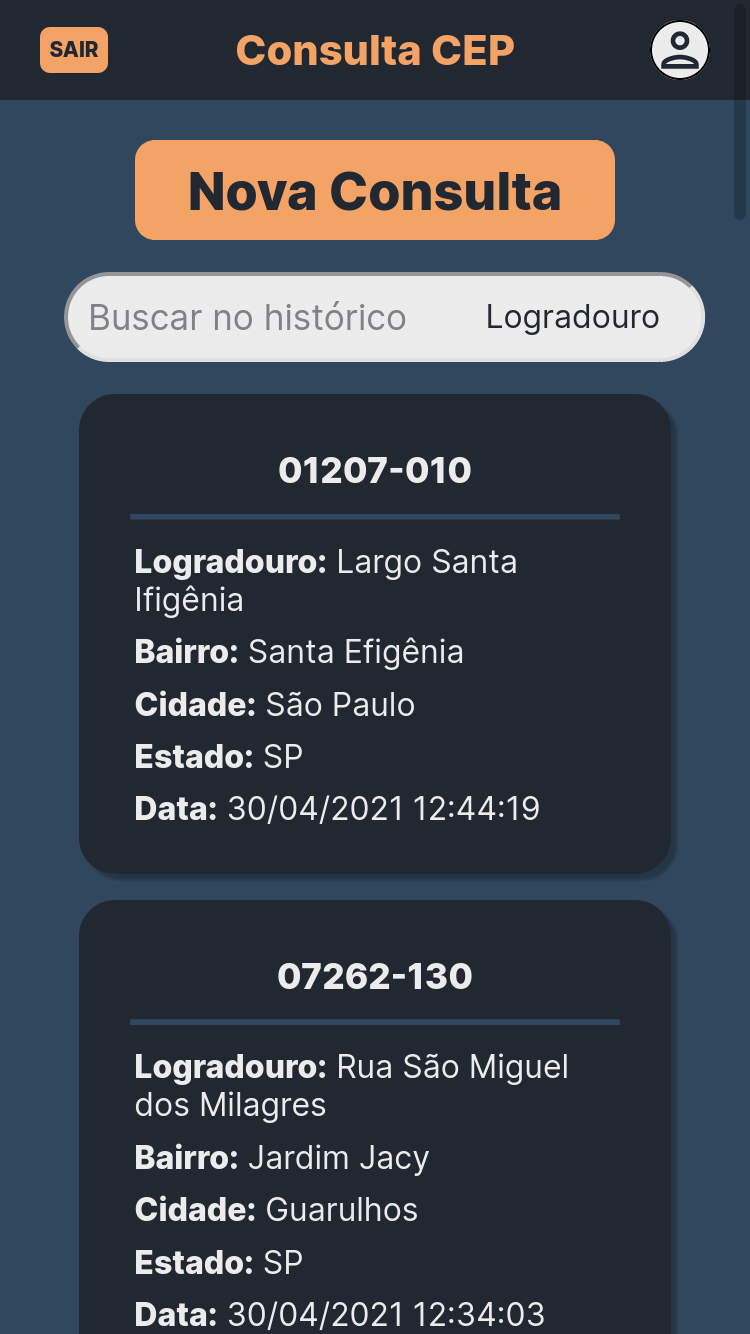 SAIR
Consulta CEP
Nova Consulta
Buscar no histórico
Logradouro
01207-010
Logradouro: Largo Santa
Ifigênia
Bairro: Santa Efigênia
Cidade: São Paulo
Estado: SP
Data: 30/04/2021 12:44:19
07262-130
Logradouro: Rua São Miguel
dos Milagres
Bairro: Jardim Jacy
Cidade: Guarulhos
Estado: SP
Data: 30/04/2021 12:34:03